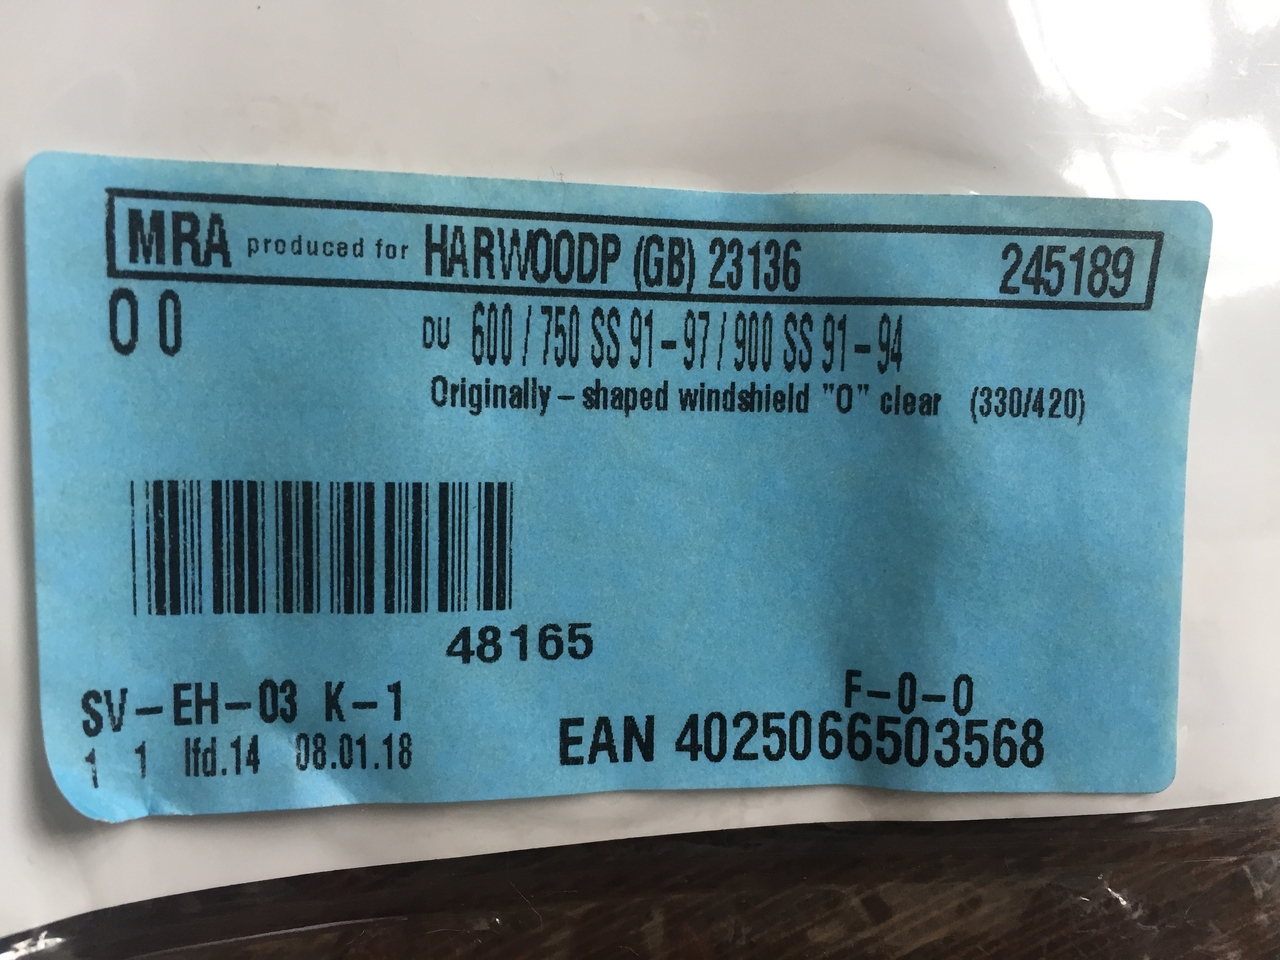 MRA produced for HARWOODP (GB) 23136 245189
0 0 DU 600 / 750 SS 91-97 / 900 SS 91-94
Originally-shaped windshield "O" clear (330/420)
48165
SV-EH-03 K-1 F-0-0
1 1 lfd.14 08.01.18 EAN 4025066503568